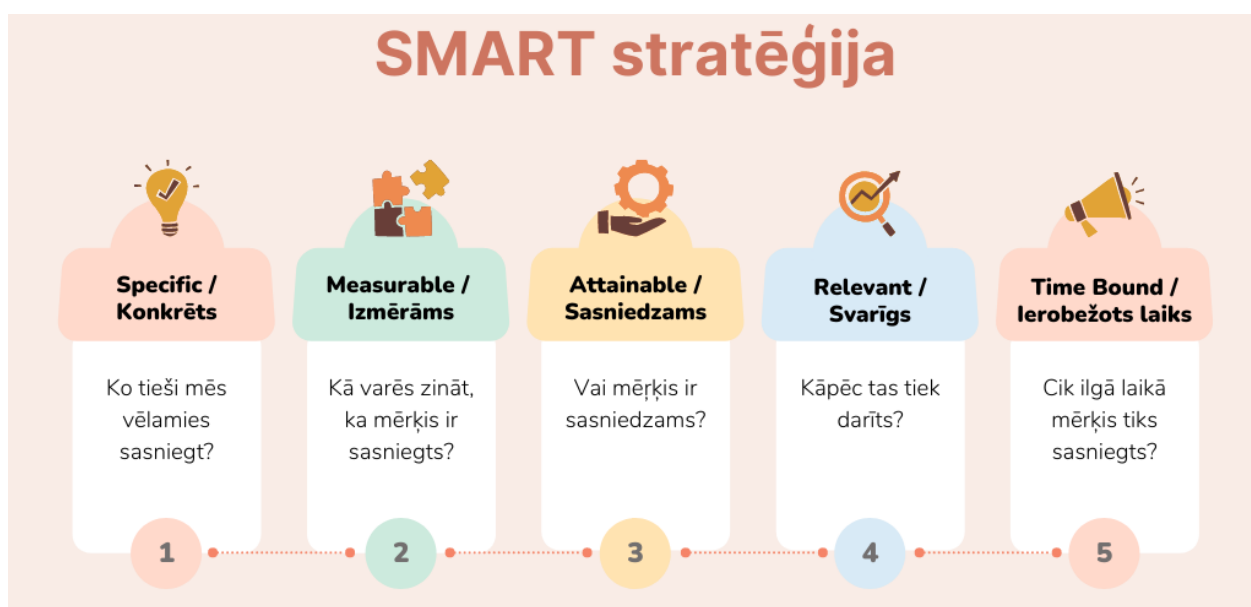 SMART stratēģija
Specific /
Konkrēts
Ko tieši mēs
vēlamies
sasniegt?
1
Measurable /
Izmērāms
Kā varēs zināt,
ka mērķis ir
sasniegts?
2
Attainable /
Sasniedzams
Vai mēŗķis ir
sasniedzams?
3
Relevant /
Svarīgs
Kāpēc tas tiek
darīts?
4
Time Bound /
Ierobežots laiks
Cik ilgā laikā
mērķis tiks
sasniegts?
5